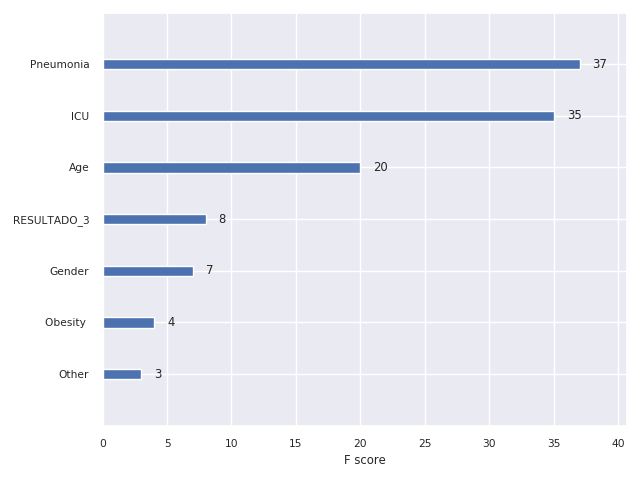 Pneumonia 37
ICU 35
Age 20
RESULTADO_3 8
Gender 7
Obesity 4
Other 3
0 5 10 15 20 25 30 35 40
F score